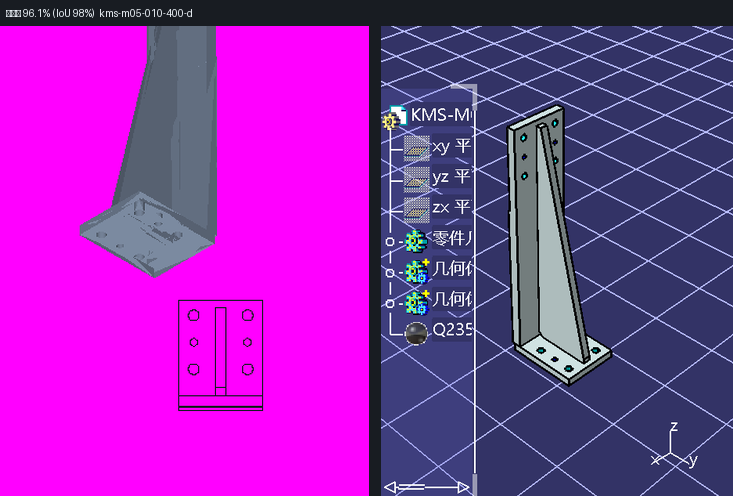 96.1% (IoU 98%) kms-m05-010-400-d
KMS-M
xy 平
yz 平
zx 平
零件
几何
几何
Q235
z
x
y